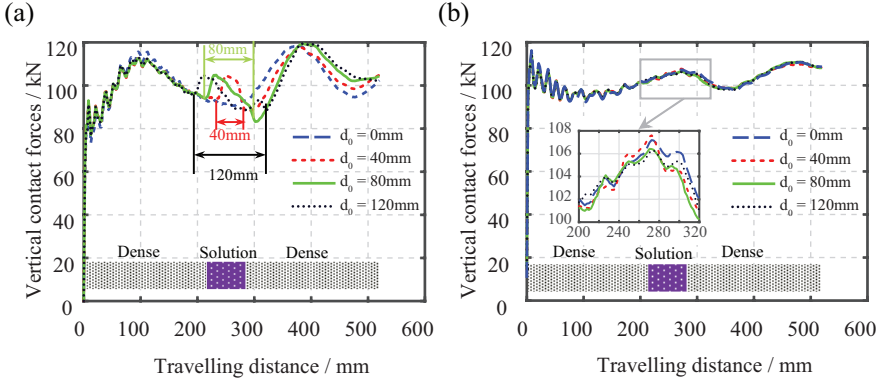 (a)
Vertical contact forces / kN
120
100
80
60
40
20
0
80mm
40mm
120mm
d₀ = 0mm
d₀ = 40mm
d₀ = 80mm
d₀ = 120mm
Dense
Solution
Dense
0
100
200
300
400
500
600
Travelling distance / mm
(b)
Vertical contact forces / kN
120
100
80
60
40
20
0
108
106
104
102
100
200
240
280
320
d₀ = 0mm
d₀ = 40mm
d₀ = 80mm
d₀ = 120mm
Dense
Solution
Dense
0
100
200
300
400
500
600
Travelling distance / mm